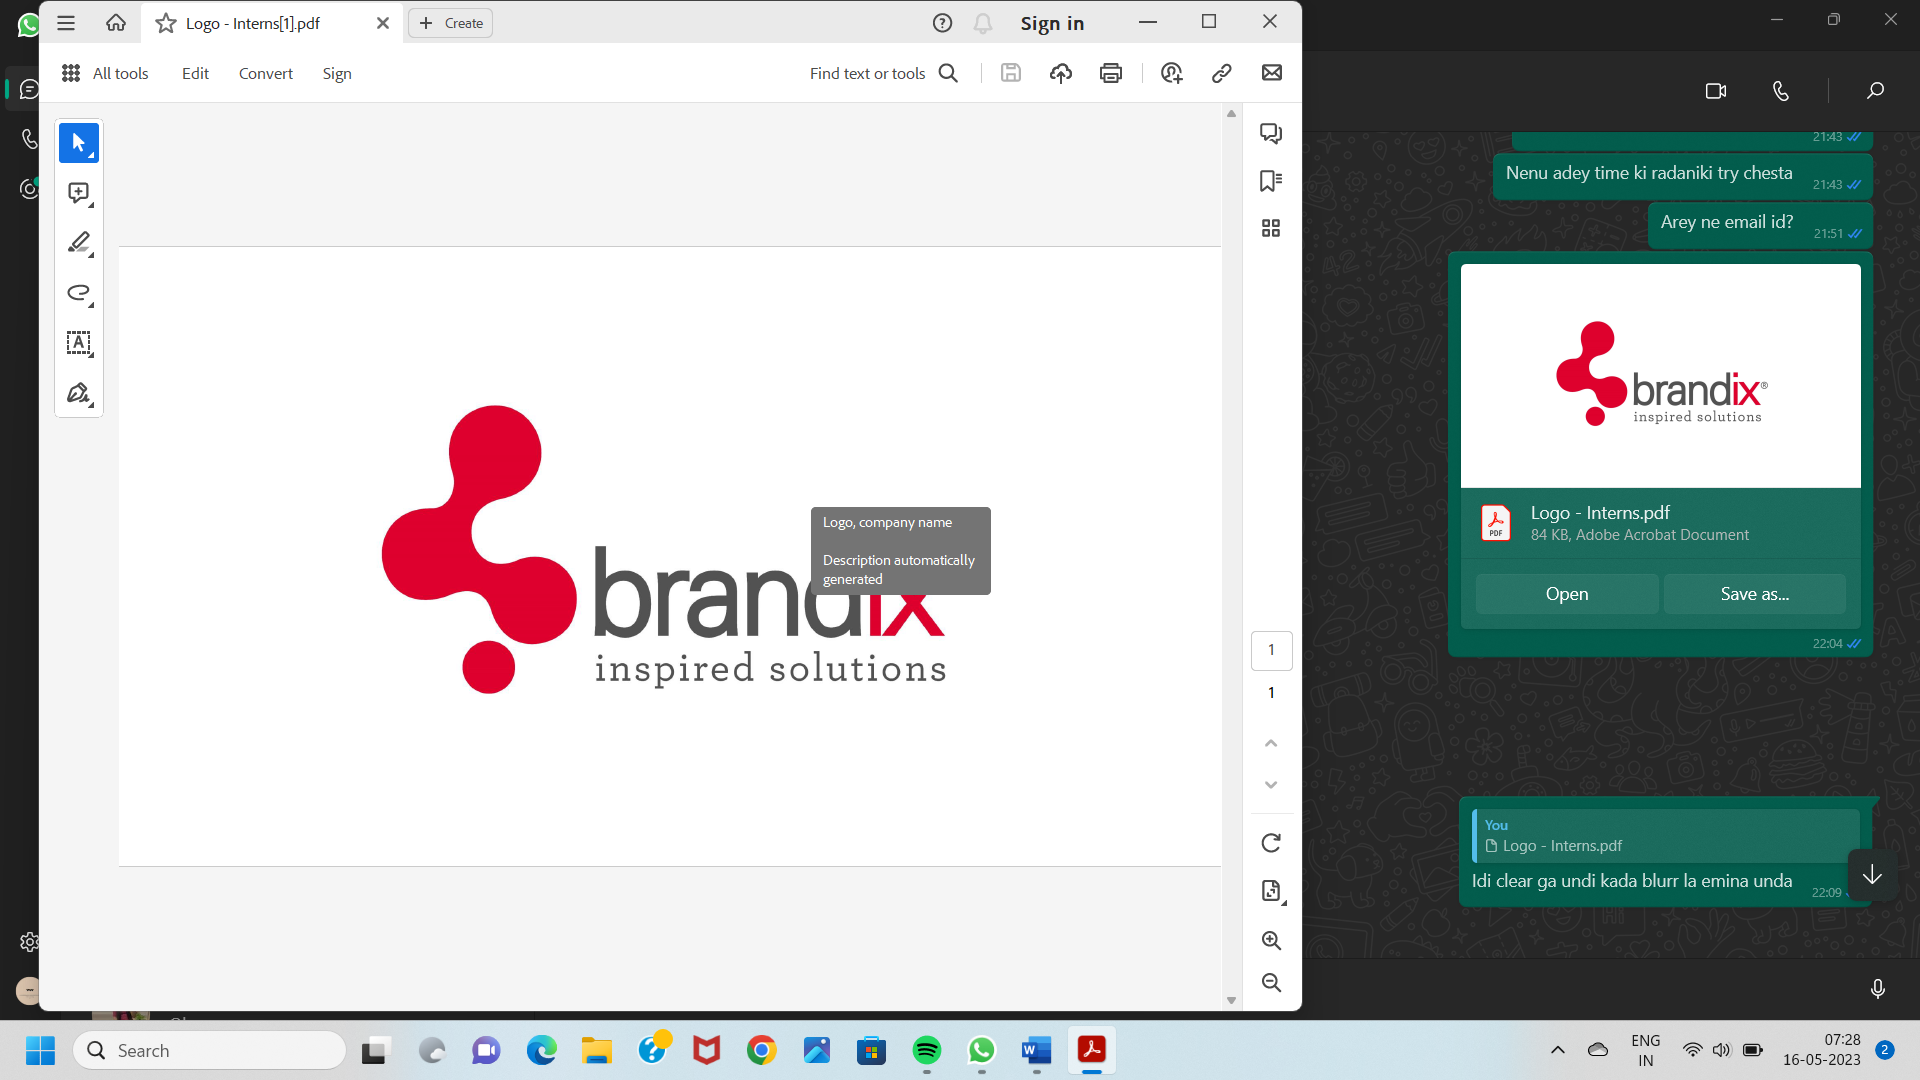 Logo - Interns[1].pdf
Create
Sign in
All tools
Edit
Convert
Sign
Find text or tools
Logo, company name
Description automatically
generated
brandix
inspired solutions
1
1
21:43
Nenu adey time ki radaniki try chesta
21:43
Arey ne email id?
21:51
brandix®
inspired solutions
PDF
Logo - Interns.pdf
84 KB, Adobe Acrobat Document
Open
Save as...
22:04
You
Logo - Interns.pdf
Idi clear ga undi kada blurr la emina unda
22:09
Search
ENG
IN
07:28
16-05-2023
2